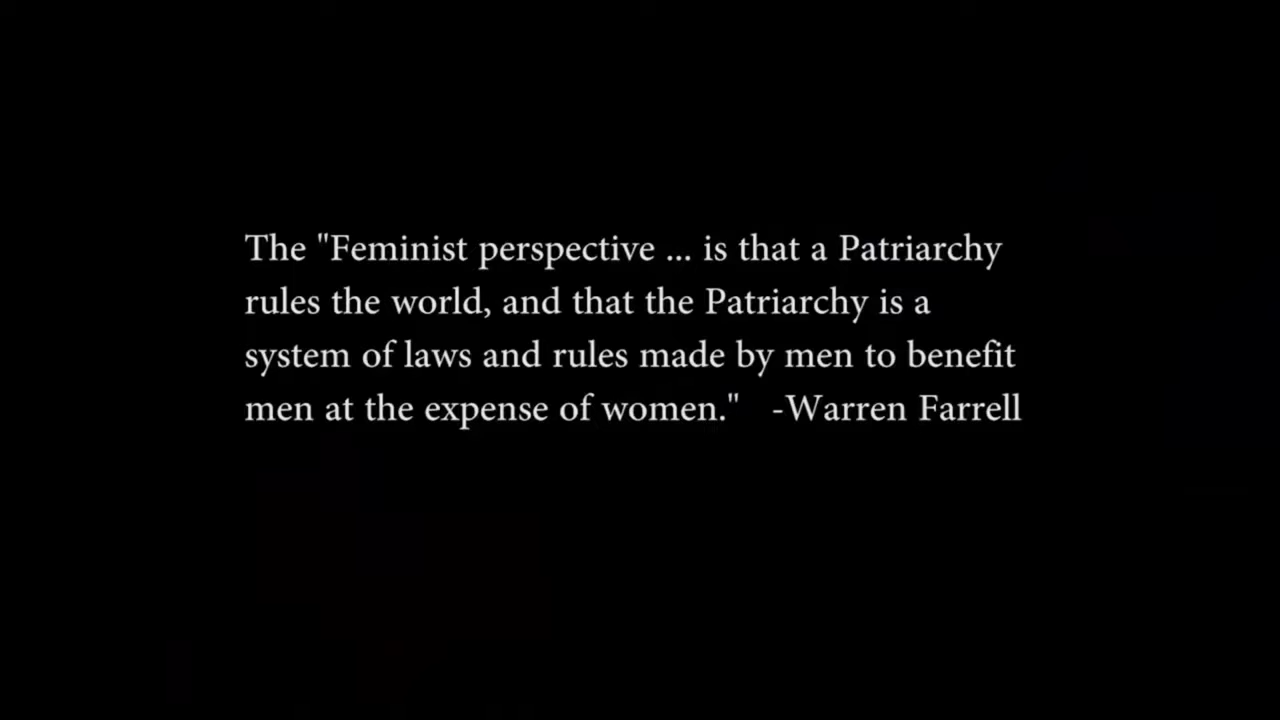 The "Feminist perspective ... is that a Patriarchy
rules the world, and that the Patriarchy is a
system of laws and rules made by men to benefit
men at the expense of women." -Warren Farrell